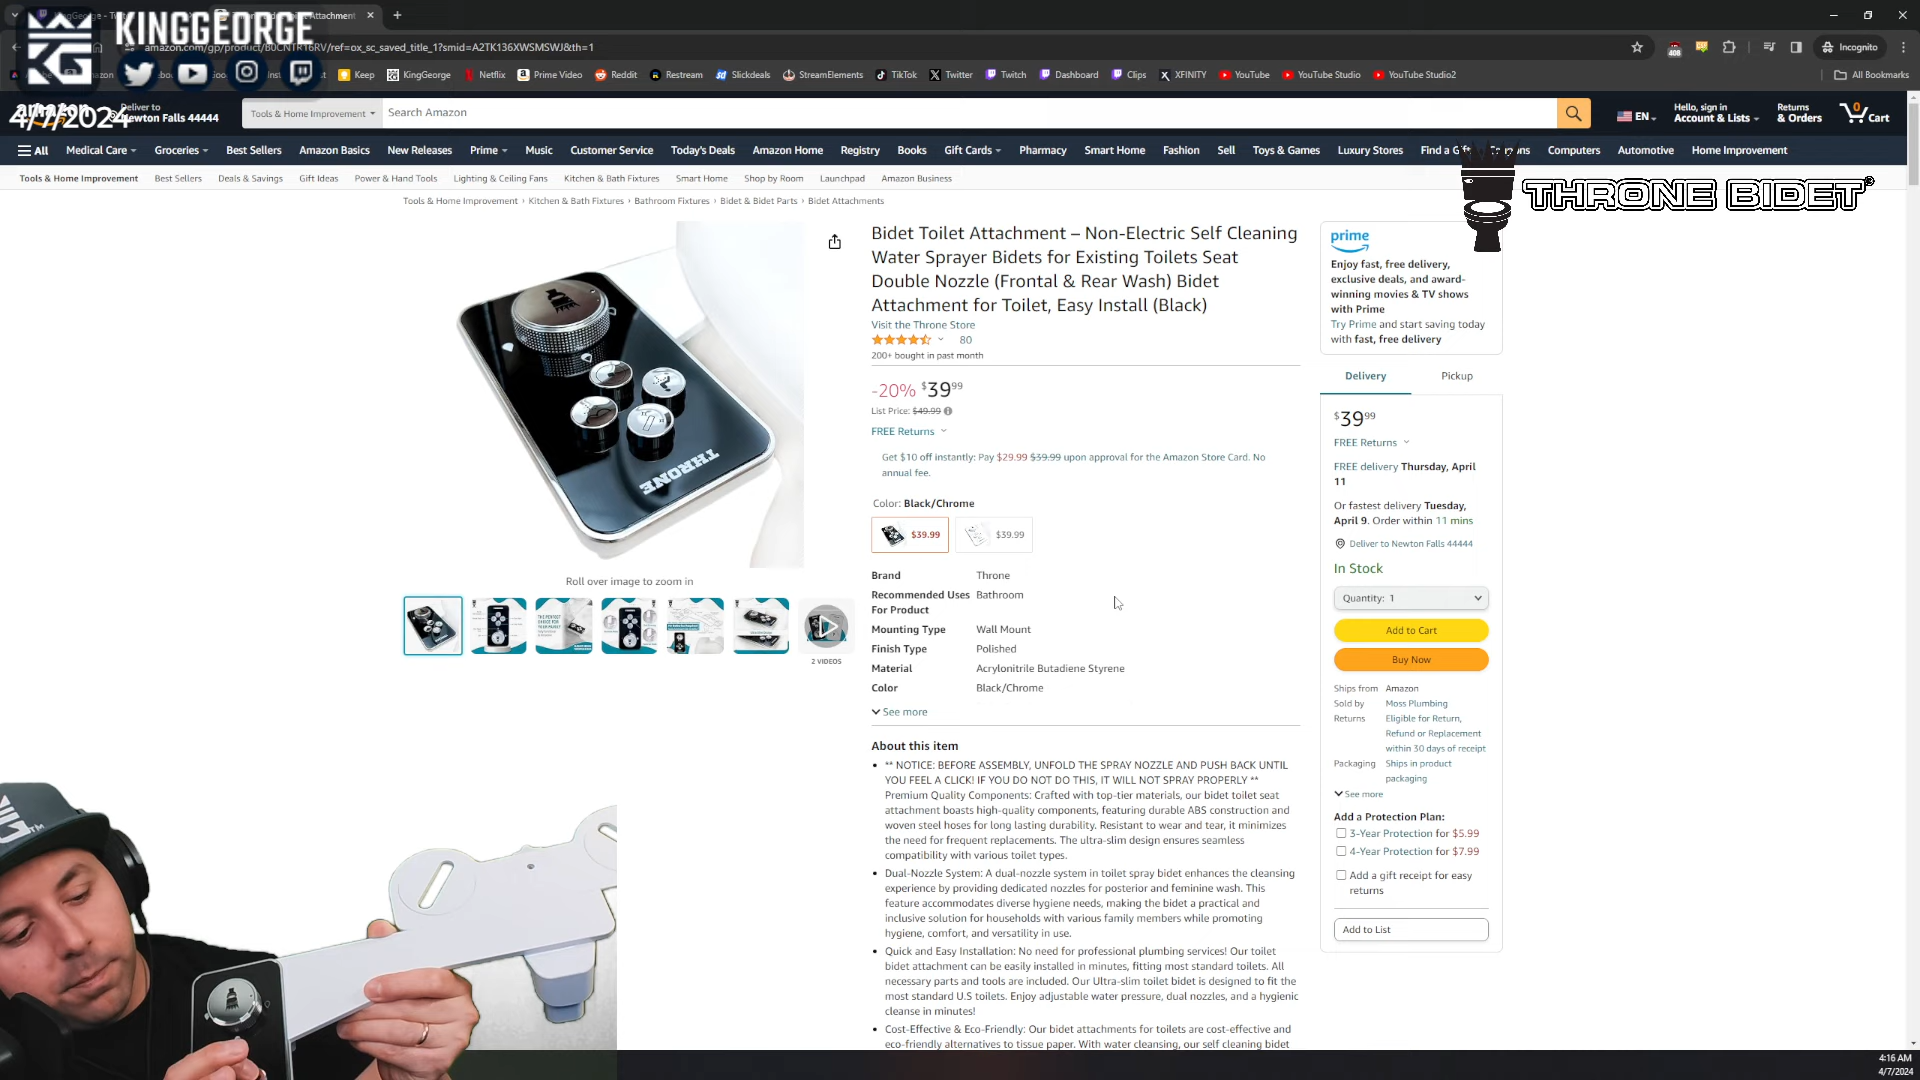 KINGGEORGE
4/7/2024
amazon.com/gp/product/B0CNTR16RV/ref=ox_sc_saved_title_1?smid=A2TK136XWSMSWJ&th=1
408
Incognito
Keep KingGeorge Netflix Prime Video Reddit Restream Slickdeals StreamElements TikTok Twitter Twitch Dashboard Clips XFINITY YouTube YouTube Studio YouTube Studio2 All Bookmarks
Deliver to
Newton Falls 44444
Tools & Home Improvement
Search Amazon
EN
Hello, sign in
Account & Lists
Returns
& Orders
0
Cart
All Medical Care Groceries Best Sellers Amazon Basics New Releases Prime Music Customer Service Today's Deals Amazon Home Registry Books Gift Cards Pharmacy Smart Home Fashion Sell Toys & Games Luxury Stores Find a Gift Computers Automotive Home Improvement
Tools & Home Improvement Best Sellers Deals & Savings Gift Ideas Power & Hand Tools Lighting & Ceiling Fans Kitchen & Bath Fixtures Smart Home Shop by Room Launchpad Amazon Business
THRONE BIDET®
Tools & Home Improvement › Kitchen & Bath Fixtures › Bathroom Fixtures › Bidet & Bidet Parts › Bidet Attachments
THRONE
Roll over image to zoom in
2 VIDEOS
Bidet Toilet Attachment – Non-Electric Self Cleaning
Water Sprayer Bidets for Existing Toilets Seat
Double Nozzle (Frontal & Rear Wash) Bidet
Attachment for Toilet, Easy Install (Black)
Visit the Throne Store
80
200+ bought in past month
-20% $39 99
List Price: $49.99
FREE Returns
Get $10 off instantly: Pay $29.99 $39.99 upon approval for the Amazon Store Card. No
annual fee.
Color: Black/Chrome
$39.99 $39.99
Brand Throne
Recommended Uses Bathroom
For Product
Mounting Type Wall Mount
Finish Type Polished
Material Acrylonitrile Butadiene Styrene
Color Black/Chrome
See more
About this item
• ** NOTICE: BEFORE ASSEMBLY, UNFOLD THE SPRAY NOZZLE AND PUSH BACK UNTIL
YOU FEEL A CLICK! IF YOU DO NOT DO THIS, IT WILL NOT SPRAY PROPERLY **
Premium Quality Components: Crafted with top-tier materials, our bidet toilet seat
attachment boasts high-quality components, featuring durable ABS construction and
woven steel hoses for long lasting durability. Resistant to wear and tear, it minimizes
the need for frequent replacements. The ultra-slim design ensures seamless
compatibility with various toilet types.
• Dual-Nozzle System: A dual-nozzle system in toilet spray bidet enhances the cleansing
experience by providing dedicated nozzles for posterior and feminine wash. This
feature accommodates diverse hygiene needs, making the bidet a practical and
inclusive solution for households with various family members while promoting
hygiene, comfort, and versatility in use.
• Quick and Easy Installation: No need for professional plumbing services! Our toilet
bidet attachment can be easily installed in minutes, fitting most standard toilets. All
necessary parts and tools are included. Our Ultra-slim toilet bidet is designed to fit the
most standard U.S toilets. Enjoy adjustable water pressure, dual nozzles, and a hygienic
cleanse in minutes!
• Cost-Effective & Eco-Friendly: Our bidet attachments for toilets are cost-effective and
eco-friendly alternatives to tissue paper. With water cleansing, our self cleaning bidet
prime
Enjoy fast, free delivery,
exclusive deals, and award-
winning movies & TV shows
with Prime
Try Prime and start saving today
with fast, free delivery
Delivery Pickup
$39 99
FREE Returns
FREE delivery Thursday, April
11
Or fastest delivery Tuesday,
April 9. Order within 11 mins
Deliver to Newton Falls 44444
In Stock
Quantity: 1
Add to Cart
Buy Now
Ships from Amazon
Sold by Moss Plumbing
Returns Eligible for Return,
Refund or Replacement
within 30 days of receipt
Packaging Ships in product
packaging
See more
Add a Protection Plan:
3-Year Protection for $5.99
4-Year Protection for $7.99
Add a gift receipt for easy
returns
Add to List
4:16 AM
4/7/2024